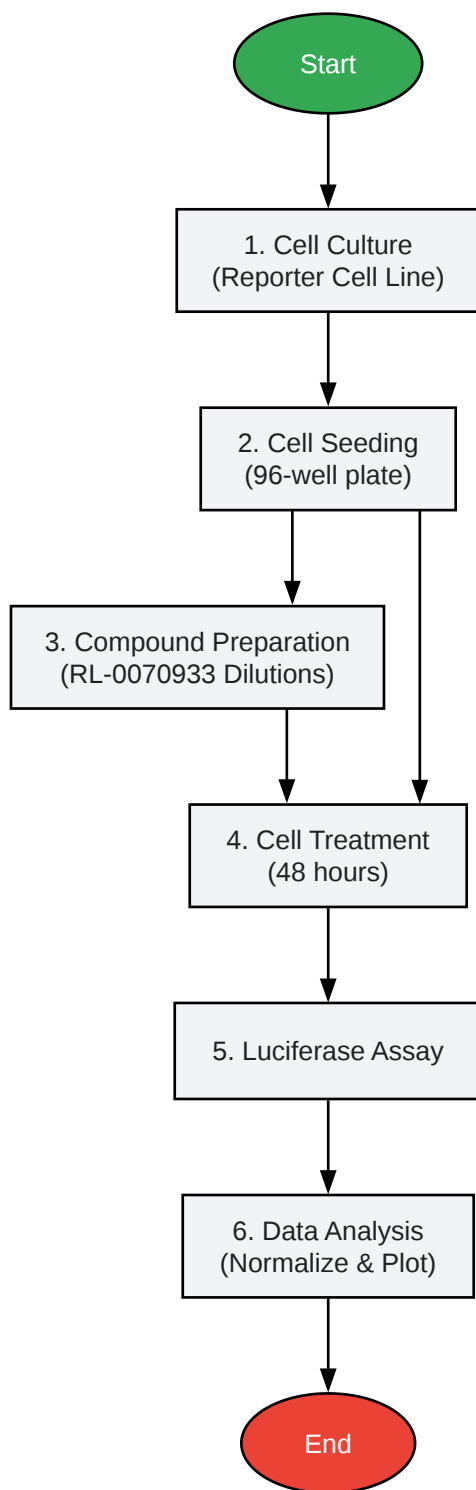 Start
1. Cell Culture
(Reporter Cell Line)
2. Cell Seeding
(96-well plate)
3. Compound Preparation
(RL-0070933 Dilutions)
4. Cell Treatment
(48 hours)
5. Luciferase Assay
6. Data Analysis
(Normalize & Plot)
End